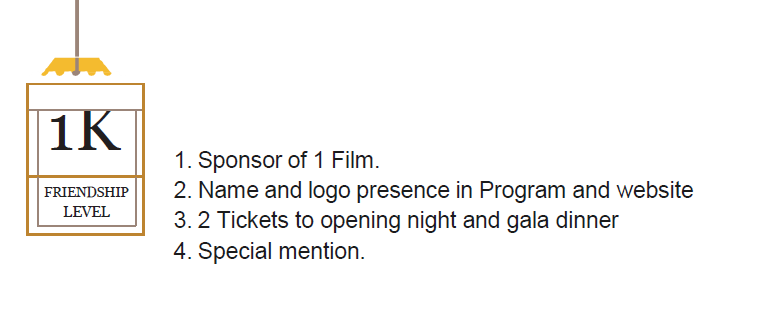 1K
FRIENDSHIP
LEVEL
1. Sponsor of 1 Film.
2. Name and logo presence in Program and website
3. 2 Tickets to opening night and gala dinner
4. Special mention.